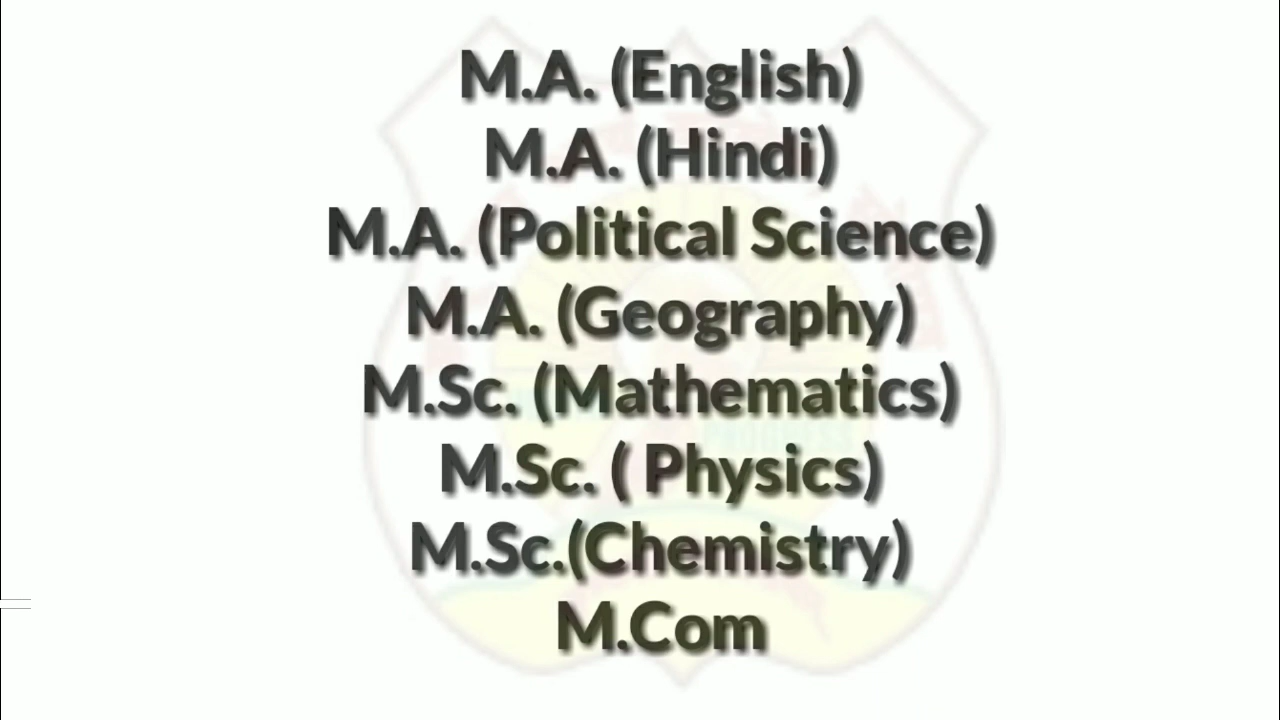 M.A. (English)
M.A. (Hindi)
M.A. (Political Science)
M.A. (Geography)
M.Sc. (Mathematics)
M.Sc. ( Physics)
M.Sc.(Chemistry)
M.Com